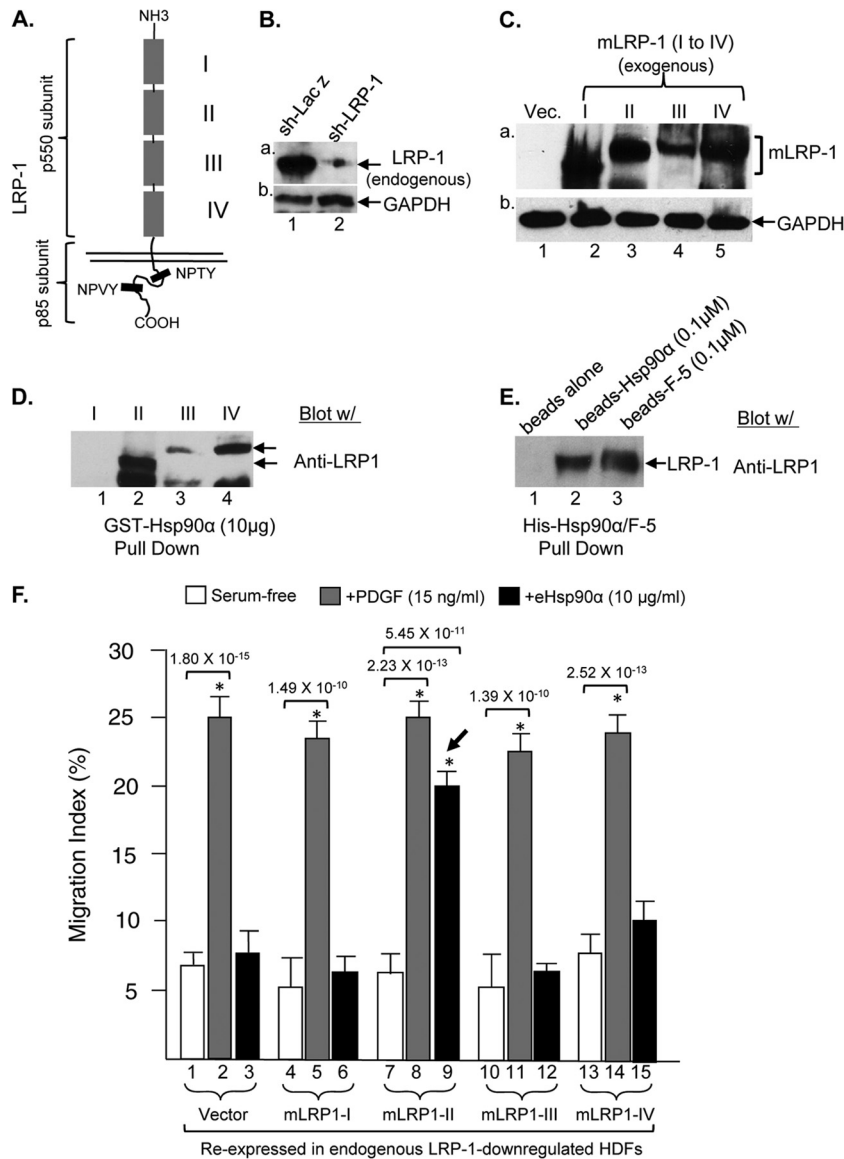 A.
NH3
LRP-1
p550 subunit
I
II
III
IV
p85 subunit
NPTY
NPVY
COOH
B.
sh-Lac z
sh-LRP-1
a.
LRP-1
(endogenous)
b.
GAPDH
1 2
C.
mLRP-1 (I to IV)
(exogenous)
Vec. I II III IV
a.
mLRP-1
b.
GAPDH
1 2 3 4 5
D.
I II III IV
Blot w/
Anti-LRP1
1 2 3 4
GST-Hsp90α (10µg)
Pull Down
E.
beads alone
beads-Hsp90α (0.1µM)
beads-F-5 (0.1µM)
Blot w/
LRP-1
Anti-LRP1
1 2 3
His-Hsp90α/F-5
Pull Down
F.
Serum-free
+PDGF (15 ng/ml)
+eHsp90α (10 µg/ml)
Migration Index (%)
30
25
20
15
10
5
1.80 X 10-15
*
1.49 X 10-10
*
5.45 X 10-11
2.23 X 10-13
*
*
1.39 X 10-10
*
2.52 X 10-13
*
1 2 3 4 5 6 7 8 9 10 11 12 13 14 15
Vector mLRP1-I mLRP1-II mLRP1-III mLRP1-IV
Re-expressed in endogenous LRP-1-downregulated HDFs